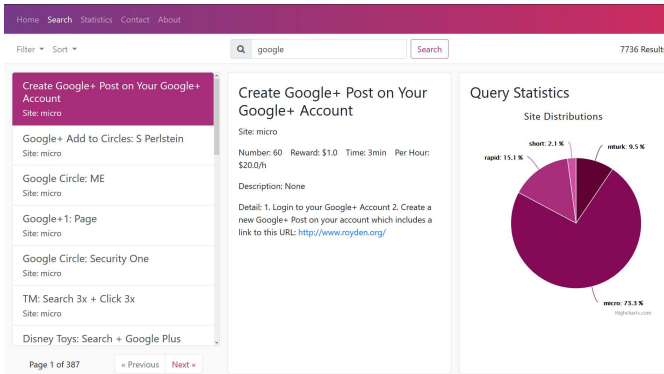 Home Search Statistics Contact About
Filter Sort
google
Search
7736 Results
Create Google+ Post on Your Google+
Account
Site: micro
Google+ Add to Circles: S Perlstein
Site: micro
Google Circle: ME
Site: micro
Google+1: Page
Site: micro
Google Circle: Security One
Site: micro
TM: Search 3x + Click 3x
Site: micro
Disney Toys: Search + Google Plus
Page 1 of 387
« Previous
Next »
Create Google+ Post on Your
Google+ Account
Site: micro
Number: 60 Reward: $1.0 Time: 3min Per Hour:
$20.0/h
Description: None
Detail: 1. Login to your Google+ Account 2. Create a
new Google+ Post on your account which includes a
link to this URL: http://www.royden.org/
Query Statistics
Site Distributions
short: 2.1 %
mturk: 9.5 %
rapid: 15.1 %
micro: 73.3 %
Highcharts.com